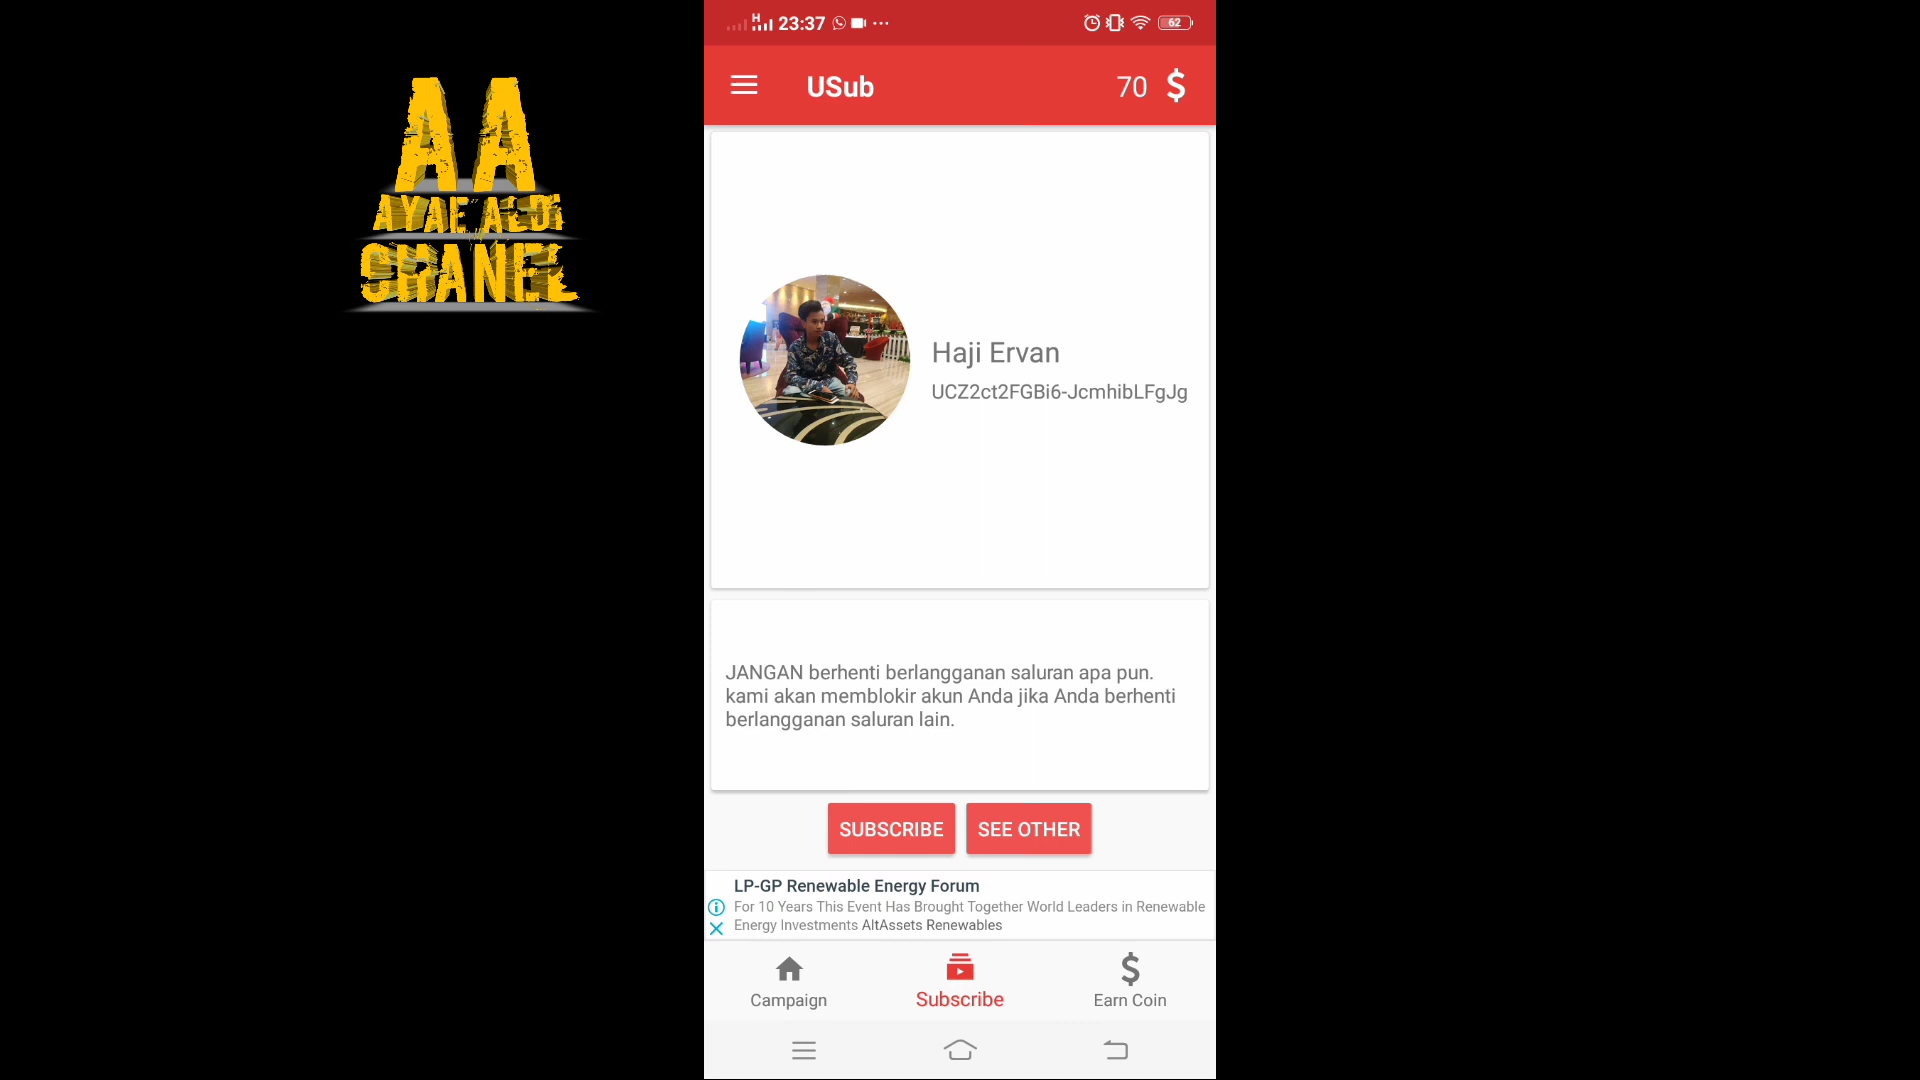 AA
AYAE ALDI
CHANEL
H
23:37
62
USub
70 $
Haji Ervan
UCZ2ct2FGBi6-JcmhibLFgJg
JANGAN berhenti berlangganan saluran apa pun.
kami akan memblokir akun Anda jika Anda berhenti
berlangganan saluran lain.
SUBSCRIBE
SEE OTHER
LP-GP Renewable Energy Forum
For 10 Years This Event Has Brought Together World Leaders in Renewable
Energy Investments AltAssets Renewables
Campaign
Subscribe
Earn Coin